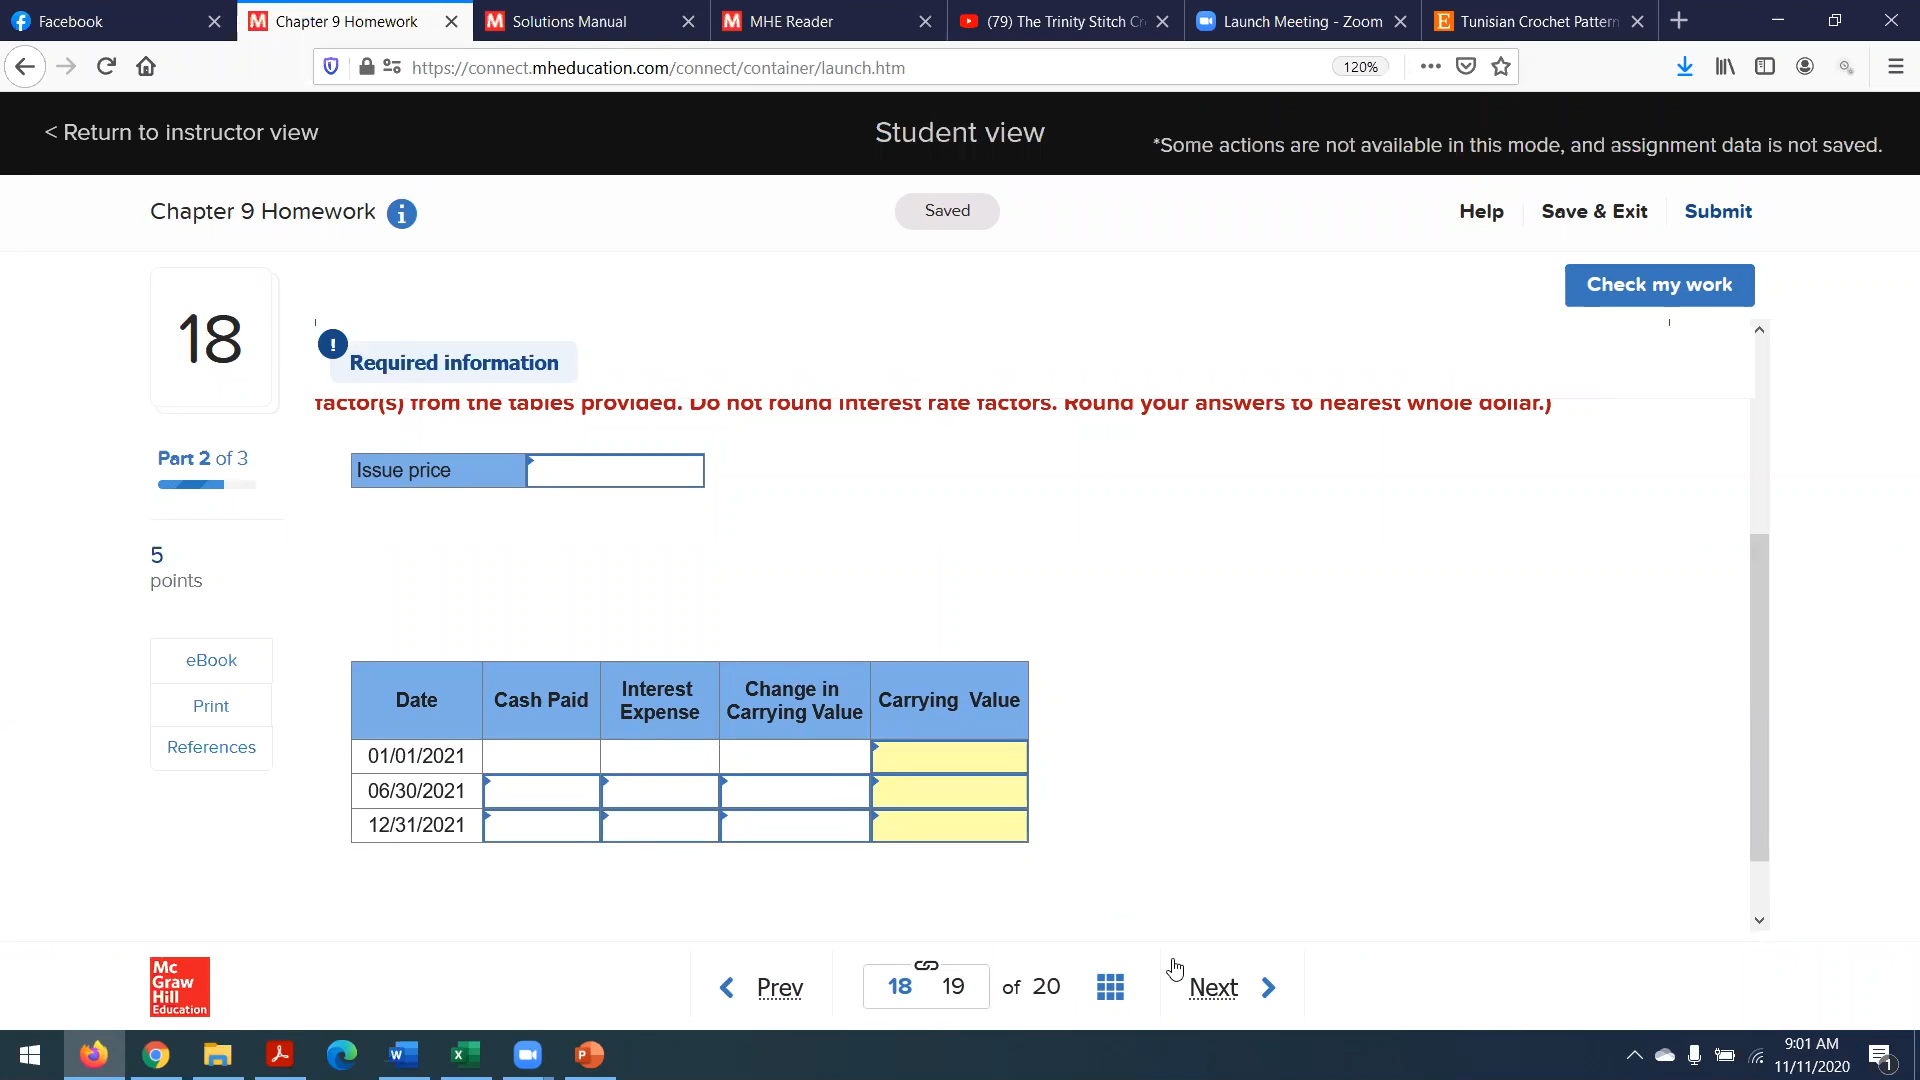 Facebook
Chapter 9 Homework
Solutions Manual
MHE Reader
(79) The Trinity Stitch Cr
Launch Meeting - Zoom
Tunisian Crochet Pattern
https://connect.mheducation.com/connect/container/launch.htm
120%
< Return to instructor view
Student view
*Some actions are not available in this mode, and assignment data is not saved.
Chapter 9 Homework
Saved
Help
Save & Exit
Submit
Check my work
18
Required information
factor(s) from the tables provided. Do not round interest rate factors. Round your answers to nearest whole dollar.)
Part 2 of 3
Issue price
5
points
eBook
Print
References
Date
Cash Paid
Interest Expense
Change in Carrying Value
Carrying Value
01/01/2021
06/30/2021
12/31/2021
Mc
Graw
Hill
Education
Prev
18
19
of 20
Next
9:01 AM
11/11/2020
1